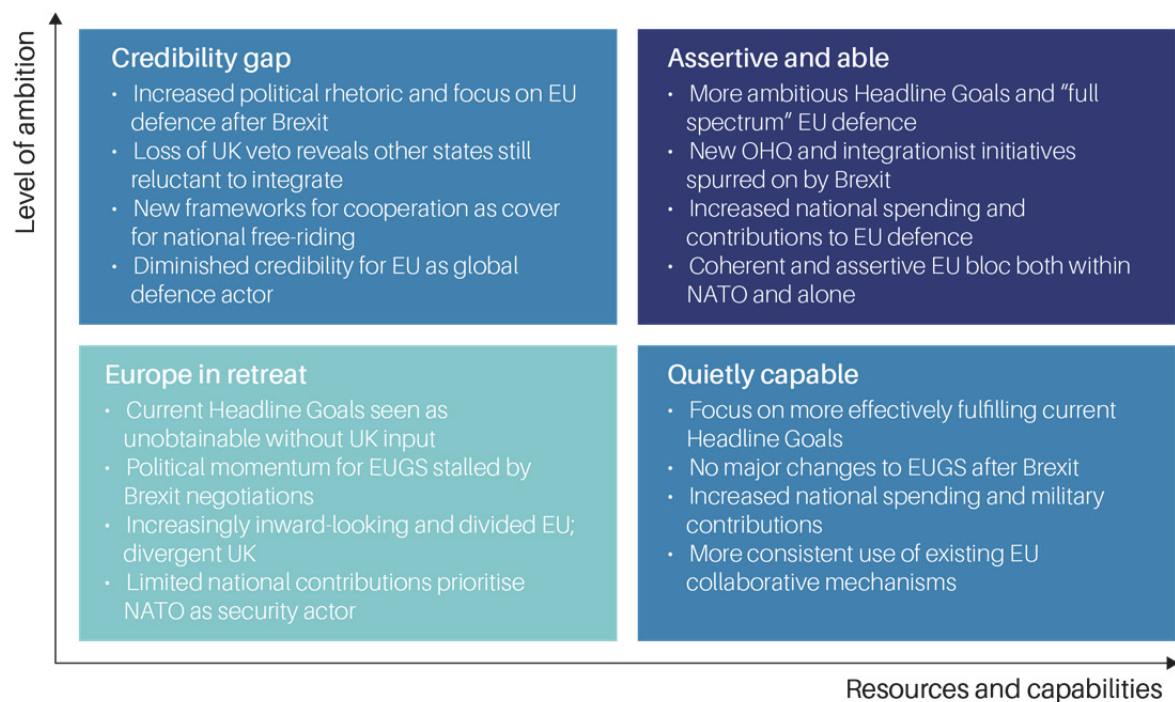 Level of ambition
Credibility gap
• Increased political rhetoric and focus on EU
defence after Brexit
• Loss of UK veto reveals other states still
reluctant to integrate
• New frameworks for cooperation as cover
for national free-riding
• Diminished credibility for EU as global
defence actor
Assertive and able
• More ambitious Headline Goals and “full
spectrum” EU defence
• New OHQ and integrationist initiatives
spurred on by Brexit
• Increased national spending and
contributions to EU defence
• Coherent and assertive EU bloc both within
NATO and alone
Europe in retreat
• Current Headline Goals seen as
unobtainable without UK input
• Political momentum for EUGS stalled by
Brexit negotiations
• Increasingly inward-looking and divided EU;
divergent UK
• Limited national contributions prioritise
NATO as security actor
Quietly capable
• Focus on more effectively fulfilling current
Headline Goals
• No major changes to EUGS after Brexit
• Increased national spending and military
contributions
• More consistent use of existing EU
collaborative mechanisms
Resources and capabilities